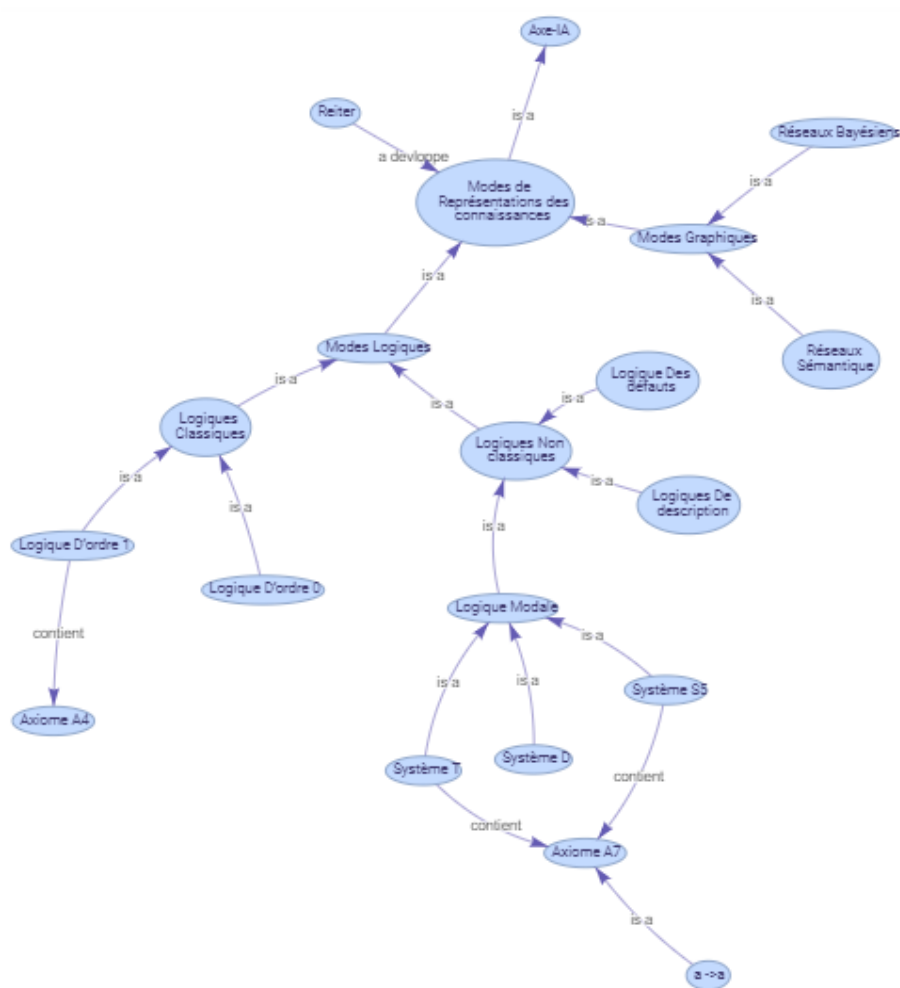 Axe-IA
is a
Reiter
a devloppe
Réseaux Bayésiens
is a
Modes de
Représentations des
connaissances
is a
Modes Graphiques
is a
is a
Modes Logiques
Réseaux
Sémantique
is a
Logique Des
défauts
is a
is a
Logiques
Classiques
Logiques Non
classiques
is a
is a
Logiques De
description
is a
is a
Logique D'ordre 1
Logique D'ordre 0
Logique Modale
contient
is a
is a
is a
Système S5
Axiome A4
Système T
Système D
contient
contient
Axiome A7
is a
a ->a